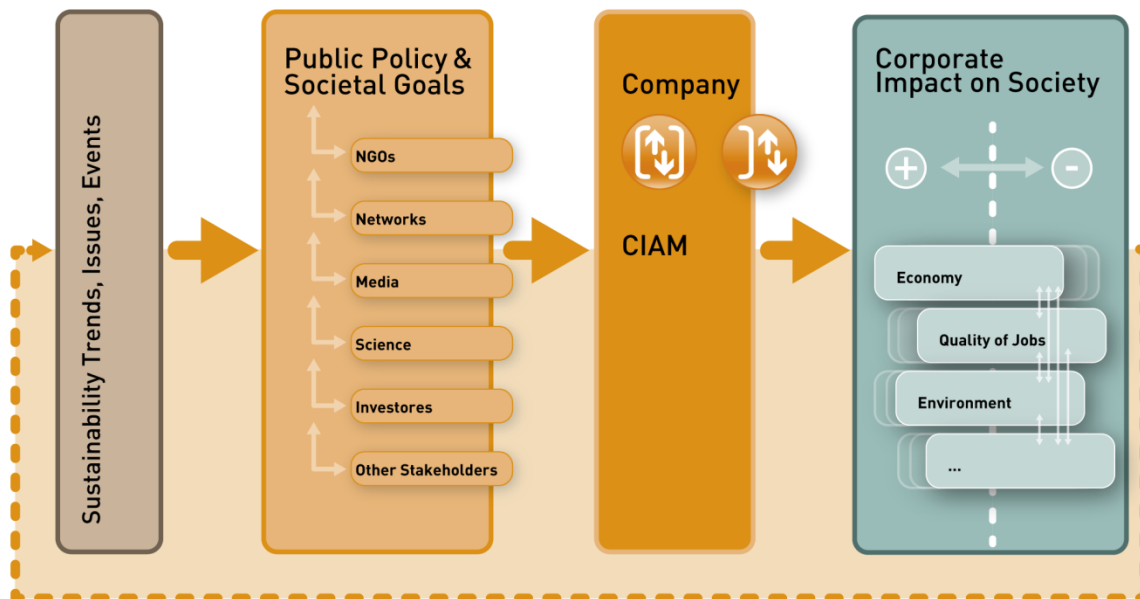 Sustainability Trends, Issues, Events
Public Policy &
Societal Goals
NGOs
Networks
Media
Science
Investores
Other Stakeholders
Company
CIAM
Corporate
Impact on Society
+
-
Economy
Quality of Jobs
Environment
...